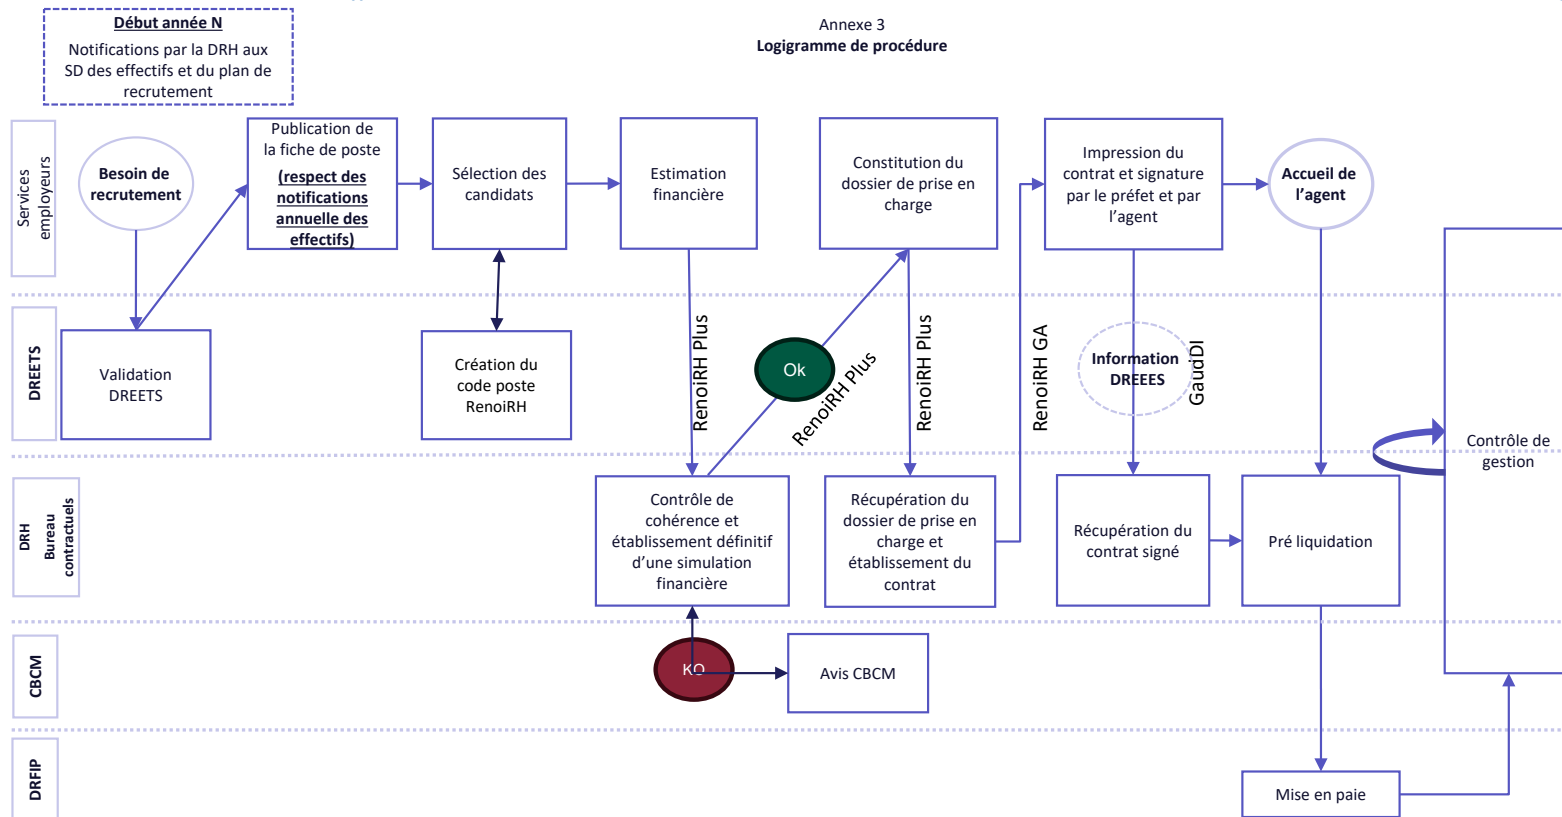 Début année N
Notifications par la DRH aux
SD des effectifs et du plan de
recrutement
Annexe 3
Logigramme de procédure
Services
employeurs
Besoin de
recrutement
Publication de
la fiche de poste
(respect des
notifications
annuelle des
effectifs)
Sélection des
candidats
Estimation
financière
Constitution du
dossier de prise en
charge
Impression du
contrat et signature
par le préfet et par
l'agent
Accueil de
l'agent
DREETS
Validation
DREETS
Création du
code poste
RenoiRH
RenoiRH Plus
Ok
RenoiRH Plus
RenoiRH Plus
RenoiRH GA
Information
DREEES
GaudDI
Contrôle de
gestion
DRH
Bureau
contractuels
Contrôle de
cohérence et
établissement définitif
d'une simulation
financière
Récupération du
dossier de prise en
charge et
établissement du
contrat
Récupération du
contrat signé
Pré liquidation
CBCM
KO
Avis CBCM
DRFIP
Mise en paie